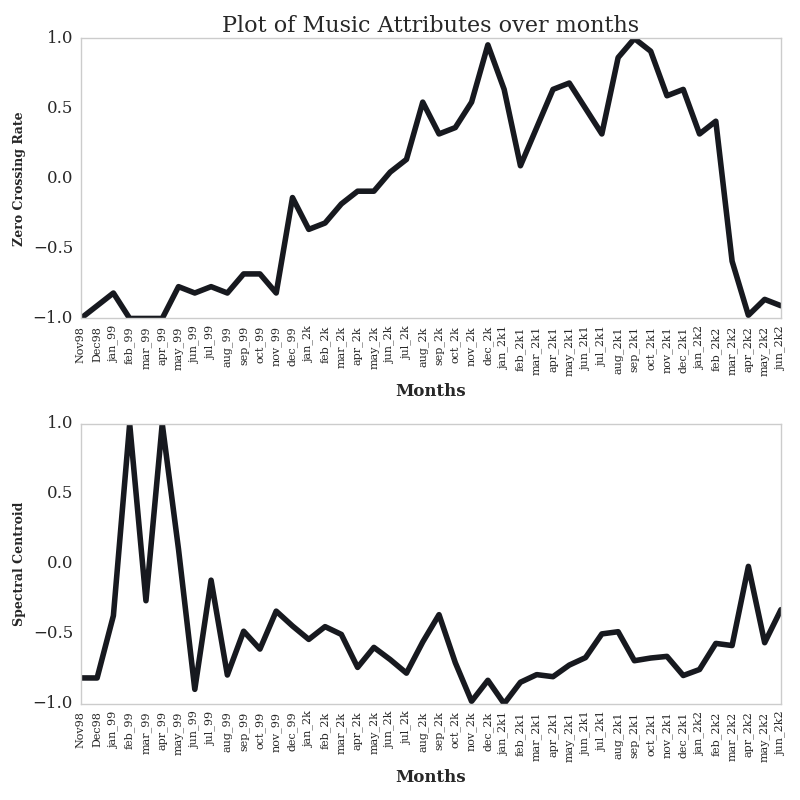 Plot of Music Attributes over months
1.0
0.5
0.0
−0.5
−1.0
Zero Crossing Rate
Nov98
Dec98
jan_99
feb_99
mar_99
apr_99
may_99
jun_99
jul_99
aug_99
sep_99
oct_99
nov_99
dec_99
jan_2k
feb_2k
mar_2k
apr_2k
may_2k
jun_2k
jul_2k
aug_2k
sep_2k
oct_2k
nov_2k
dec_2k
jan_2k1
feb_2k1
mar_2k1
apr_2k1
may_2k1
jun_2k1
jul_2k1
aug_2k1
sep_2k1
oct_2k1
nov_2k1
dec_2k1
jan_2k2
feb_2k2
mar_2k2
apr_2k2
may_2k2
jun_2k2
Months
1.0
0.5
0.0
−0.5
−1.0
Spectral Centroid
Nov98
Dec98
jan_99
feb_99
mar_99
apr_99
may_99
jun_99
jul_99
aug_99
sep_99
oct_99
nov_99
dec_99
jan_2k
feb_2k
mar_2k
apr_2k
may_2k
jun_2k
jul_2k
aug_2k
sep_2k
oct_2k
nov_2k
dec_2k
jan_2k1
feb_2k1
mar_2k1
apr_2k1
may_2k1
jun_2k1
jul_2k1
aug_2k1
sep_2k1
oct_2k1
nov_2k1
dec_2k1
jan_2k2
feb_2k2
mar_2k2
apr_2k2
may_2k2
jun_2k2
Months